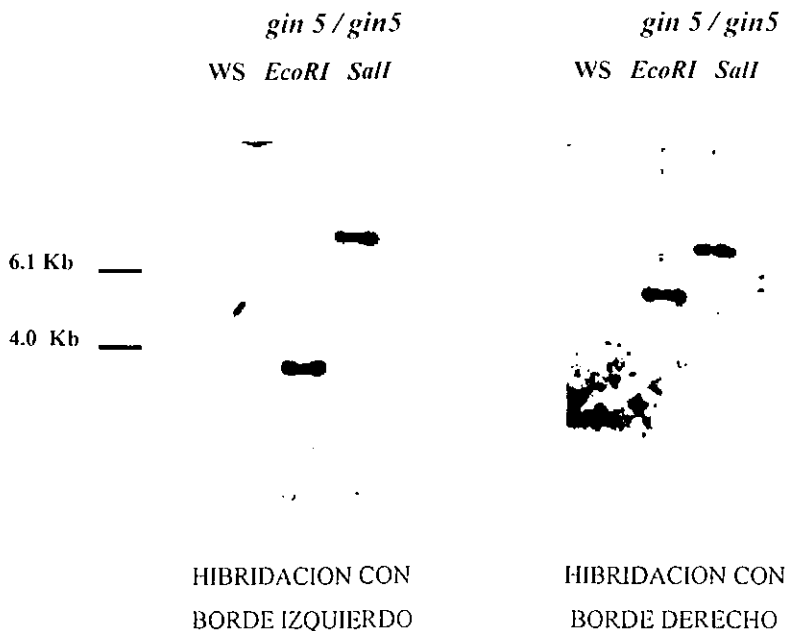 gin 5 / gin5
WS EcoRI SalI
gin 5 / gin5
WS EcoRI SalI
6.1 Kb
4.0 Kb
HIBRIDACION CON
BORDE IZQUIERDO
HIBRIDACION CON
BORDE DERECHO